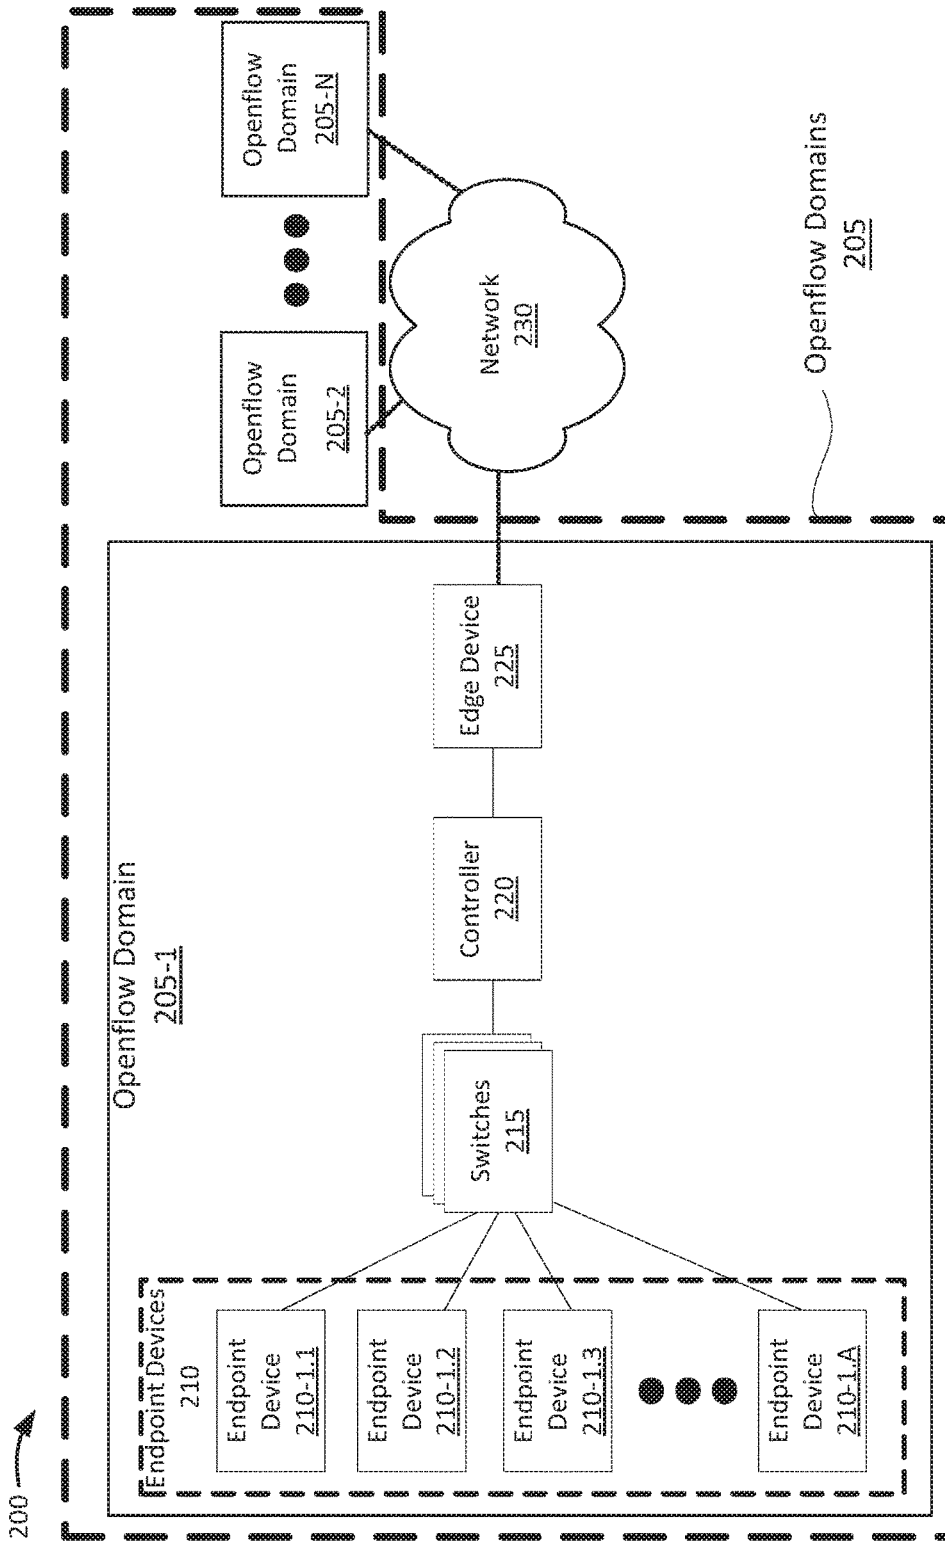 200
Openflow Domain
205-1
Endpoint Devices
210
Endpoint
Device
210-1.1
Endpoint
Device
210-1.2
Endpoint
Device
210-1.3
Endpoint
Device
210-1.A
Switches
215
Controller
220
Edge Device
225
Network
230
Openflow
Domain
205-2
Openflow
Domain
205-N
Openflow Domains
205